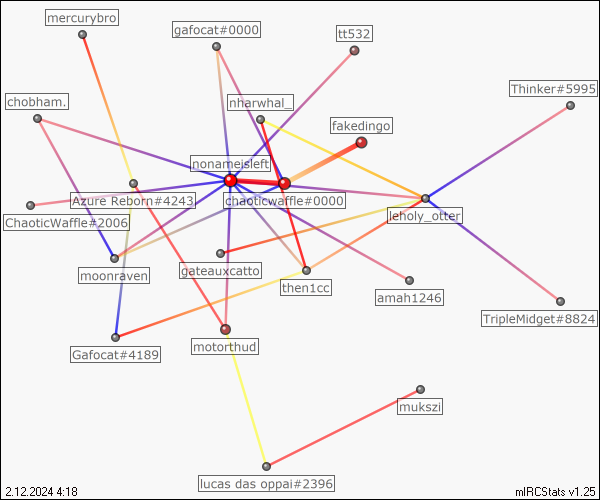 mercurybro
gafocat#0000
tt532
Thinker#5995
chobham.
nharwhal_
fakedingo
nonameisleft
Azure Reborn#4243
chaoticwaffle#0000
ChaoticWaffle#2006
leholy_otter
moonraven
gateauxcatto
then1cc
amah1246
TripleMidget#8824
Gafocat#4189
motorthud
mukszi
lucas das oppai#2396
2.12.2024 4:18
mIRCStats v1.25